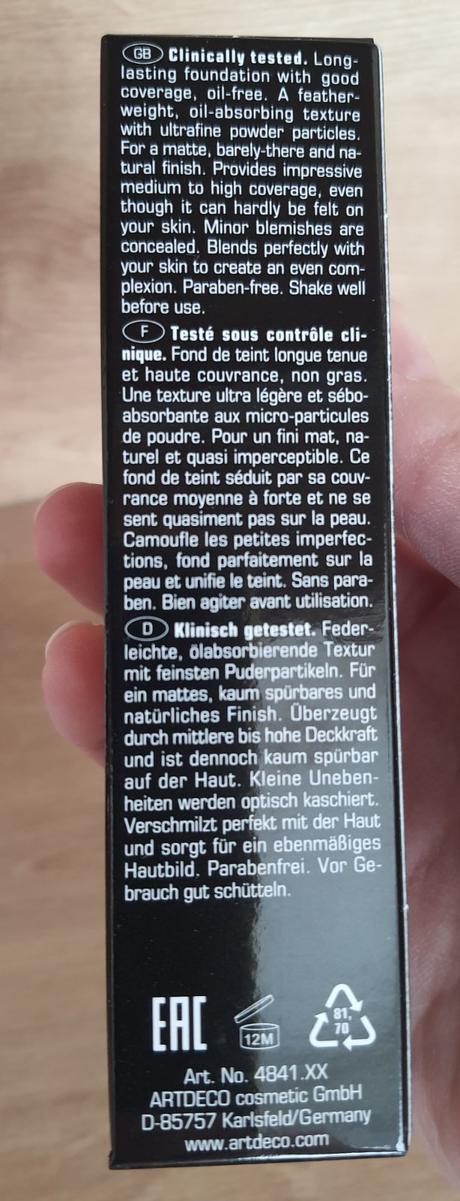 GB Clinically tested. Long-
lasting foundation with good
coverage, oil-free. A feather-
weight, oil-absorbing texture
with ultrafine powder particles.
For a matte, barely-there and na-
tural finish. Provides impressive
medium to high coverage, even
though it can hardly be felt on
your skin. Minor blemishes are
concealed. Blends perfectly with
your skin to create an even com-
plexion. Paraben-free. Shake well
before use.
F Testé sous contrôle cli-
nique. Fond de teint longue tenue
et haute couvrance, non gras.
Une texture ultra légère et sébo-
absorbante aux micro-particules
de poudre. Pour un fini mat, na-
turel et quasi imperceptible. Ce
fond de teint séduit par sa couv-
rance moyenne à forte et ne se
sent quasiment pas sur la peau.
Camoufle les petites imperfec-
tions, fond parfaitement sur la
peau et unifie le teint. Sans para-
ben. Bien agiter avant utilisation.
D Klinisch getestet. Feder-
leichte, ölabsorbierende Textur
mit feinsten Puderpartikeln. Für
ein mattes, kaum spürbares und
natürliches Finish. Überzeugt
durch mittlere bis hohe Deckkraft
und ist dennoch kaum spürbar
auf der Haut. Kleine Uneben-
heiten werden optisch kaschiert.
Verschmilzt perfekt mit der Haut
und sorgt für ein ebenmäßiges
Hautbild. Parabenfrei. Vor Ge-
brauch gut schütteln.
EAC 12M 81, 70
Art. No. 4841.XX
ARTDECO cosmetic GmbH
D-85757 Karlsfeld/Germany
www.artdeco.com